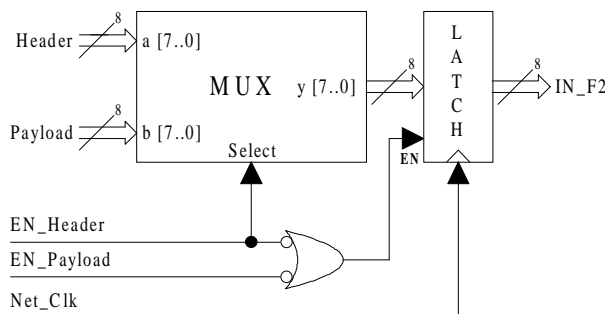 8
Header
a [7..0]
MUX
y [7..0]
8
L
A
T
C
H
8
IN_F2
8
Payload
b [7..0]
Select
EN
EN_Header
EN_Payload
Net_Clk